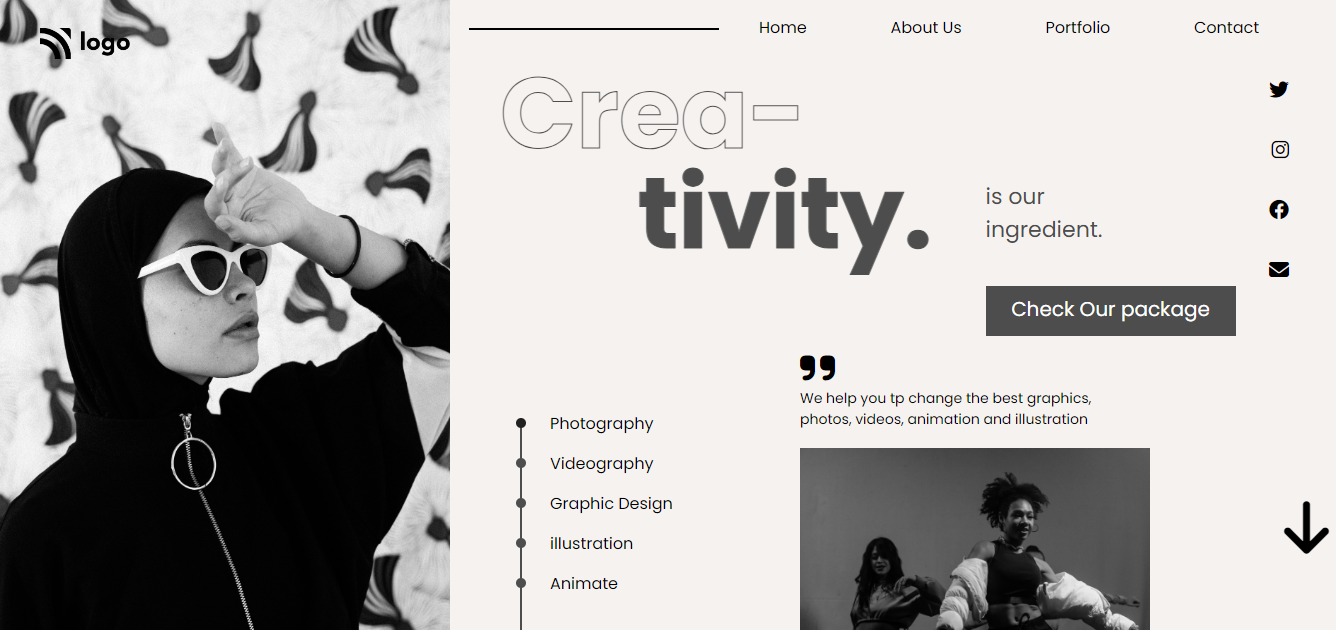 logo
Home About Us Portfolio Contact
Crea-
tivity.
is our
ingredient.
Check Our package
We help you tp change the best graphics,
photos, videos, animation and illustration
Photography
Videography
Graphic Design
illustration
Animate